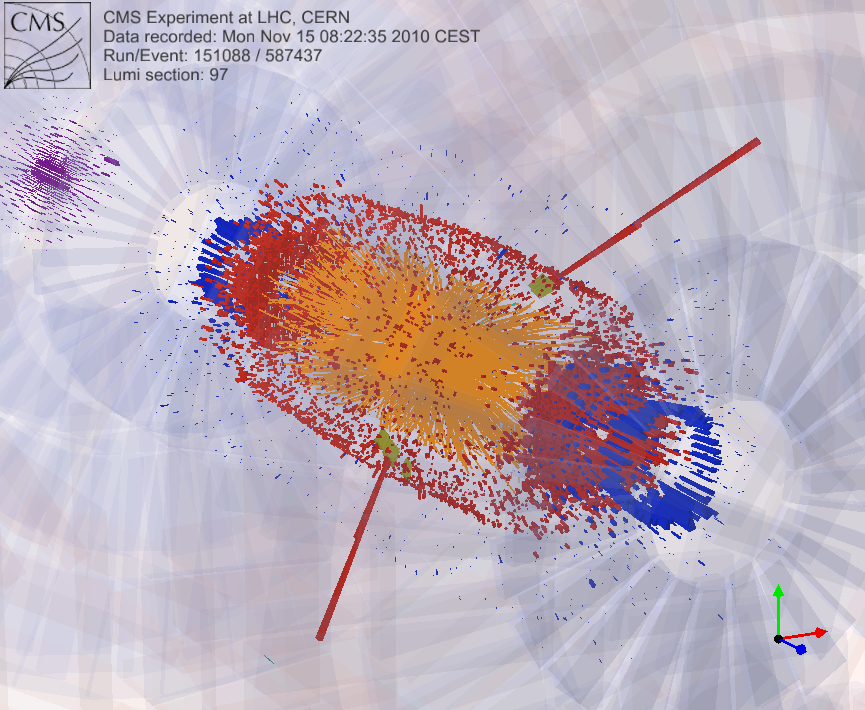 CMS
CMS Experiment at LHC, CERN
Data recorded: Mon Nov 15 08:22:35 2010 CEST
Run/Event: 151088 / 587437
Lumi section: 97